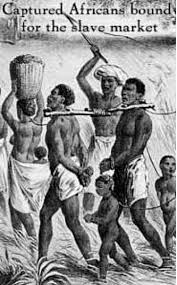 Captured Africans bound
for the slave market